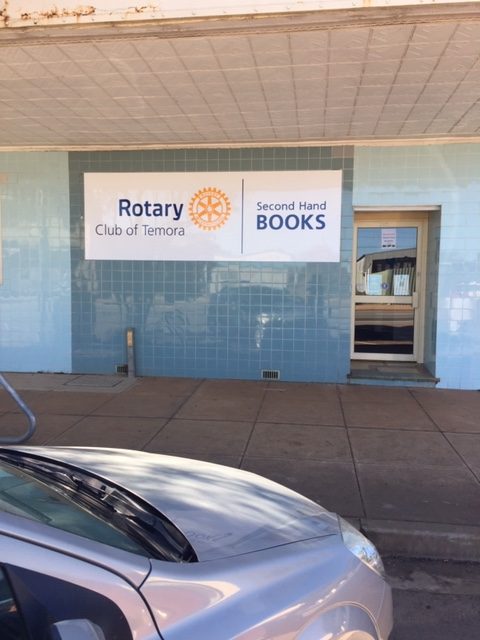 Rotary
Club of Temora
Second Hand
BOOKS